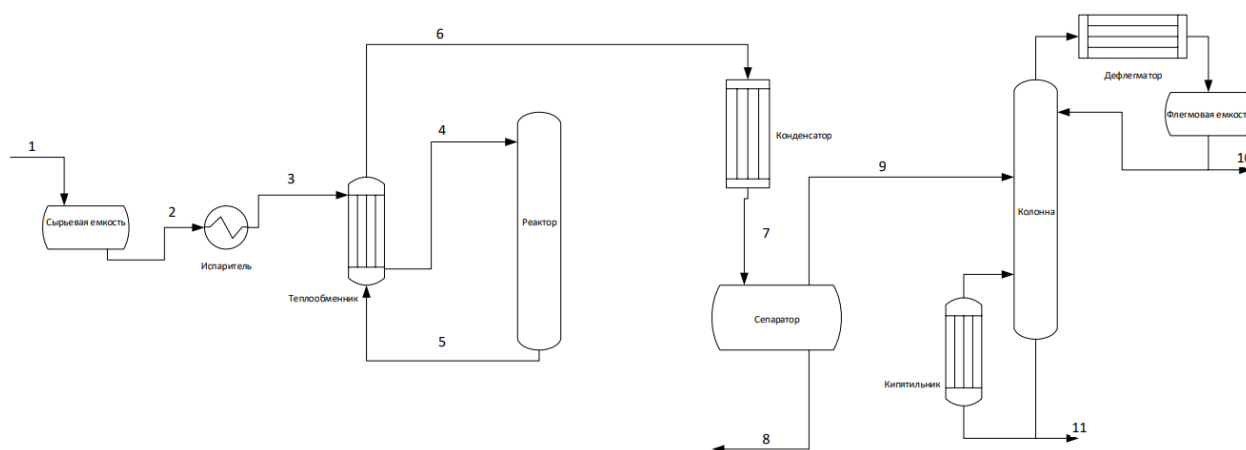 6
Дефлегматор
Флегмовая емкость
1
4
Конденсатор
10
3
9
2
Сырьевая емкость
Реактор
Колонна
7
Испаритель
Теплообменник
Сепаратор
5
Кипятильник
8
11